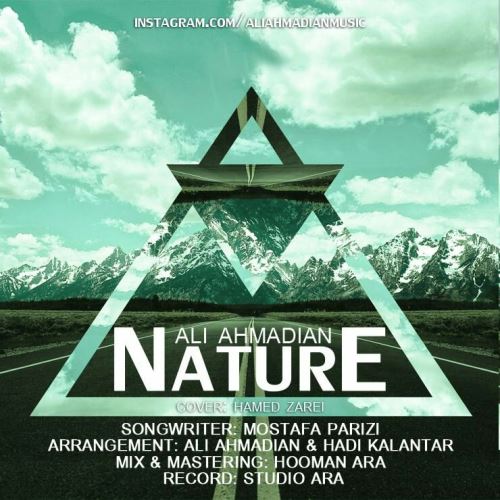 INSTAGRAM.COM/ALIAHMADIANMUSIC
ALI AHMADIAN
NATURE
COVER: HAMED ZAREI
SONGWRITER: MOSTAFA PARIZI
ARRANGEMENT: ALI AHMADIAN & HADI KALANTAR
MIX & MASTERING: HOOMAN ARA
RECORD: STUDIO ARA